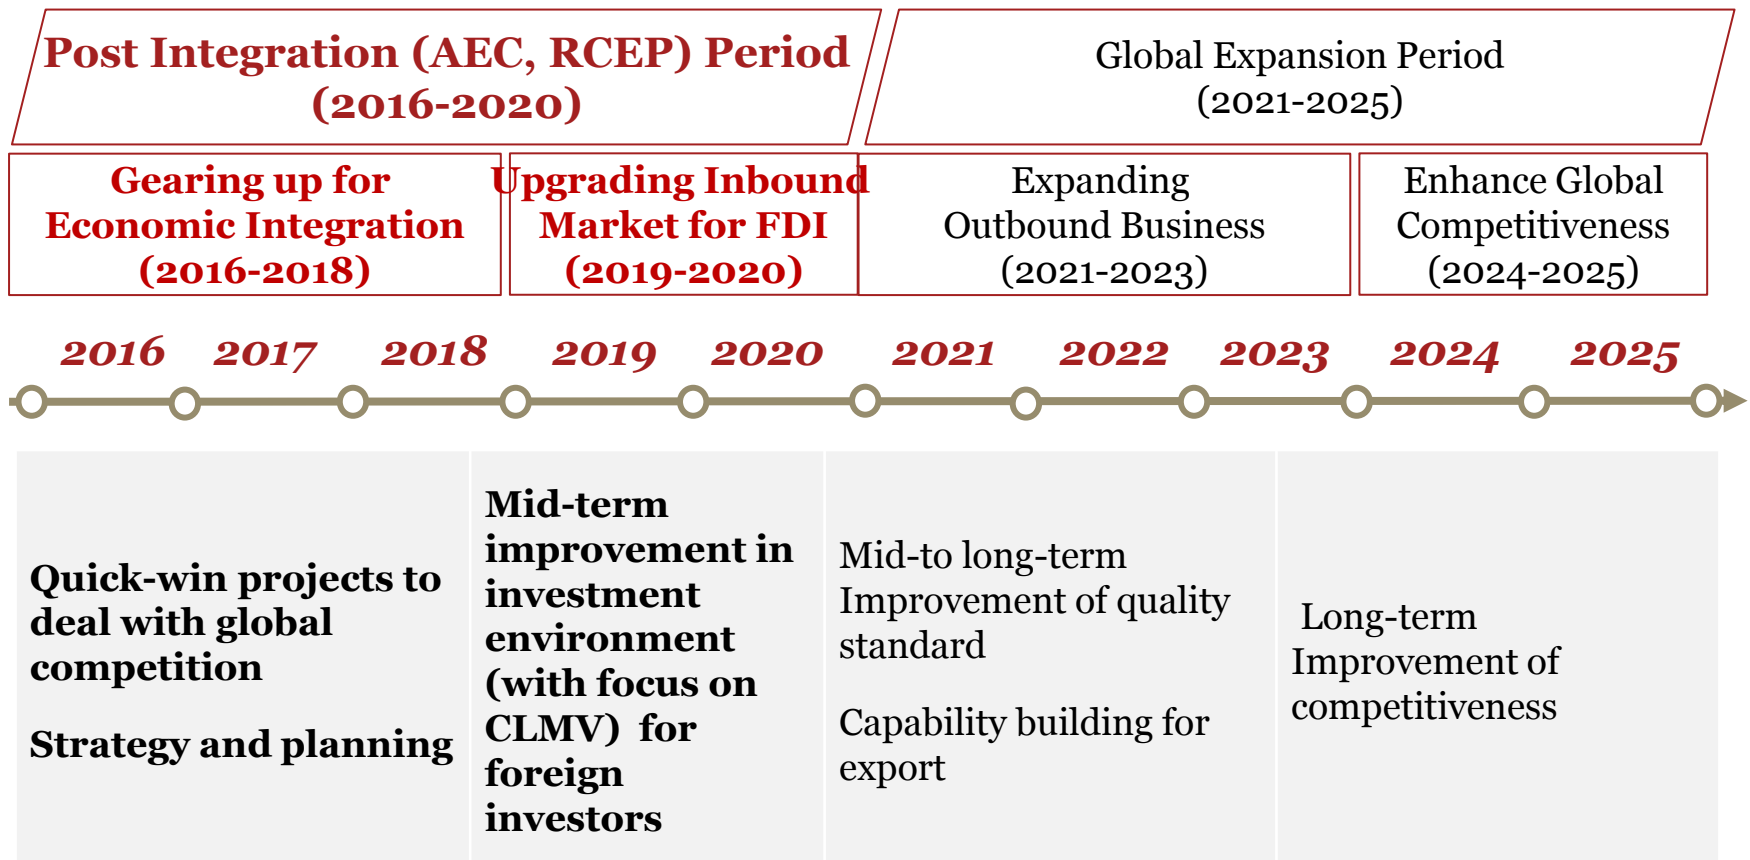 Post Integration (AEC, RCEP) Period
(2016-2020)
Global Expansion Period
(2021-2025)
Gearing up for
Economic Integration
(2016-2018)
Upgrading Inbound
Market for FDI
(2019-2020)
Expanding
Outbound Business
(2021-2023)
Enhance Global
Competitiveness
(2024-2025)
2016 2017 2018 2019 2020 2021 2022 2023 2024 2025
Quick-win projects to
deal with global
competition
Strategy and planning
Mid-term
improvement in
investment
environment
(with focus on
CLMV) for
foreign
investors
Mid-to long-term
Improvement of quality
standard
Capability building for
export
Long-term
Improvement of
competitiveness